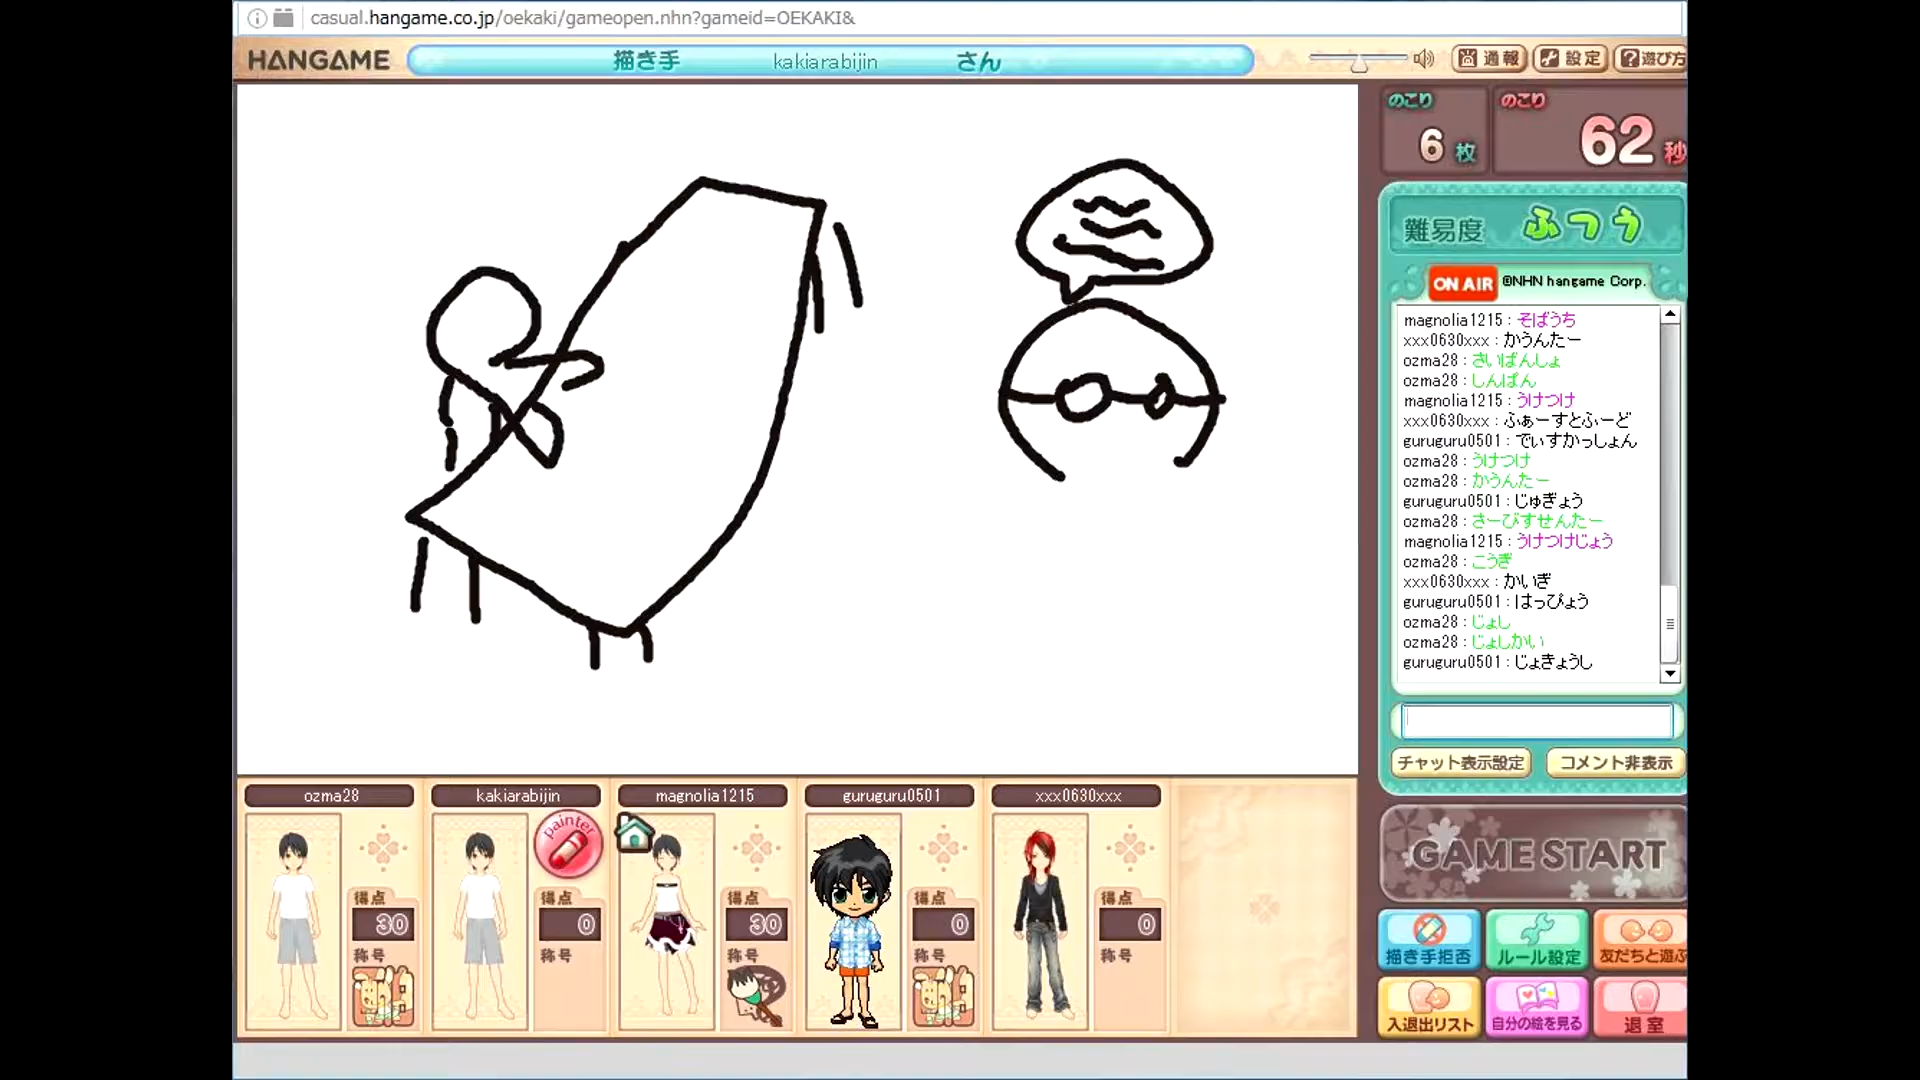 casual.hangame.co.jp/oekaki/gameopen.nhn?gameid=OEKAKI&
HANGAME
描き手 kakiarabijin さん
通報
設定
遊び方
のこり
6枚
のこり
62秒
難易度 ふつう
ON AIR @NHN hangame Corp.
magnolia1215 : そばうち
xxx0630xxx : かうんたー
ozma28 : さいばんしょ
ozma28 : しんぱん
magnolia1215 : うけつけ
xxx0630xxx : ふぁーすとふーど
guruguru0501 : でぃすかっしょん
ozma28 : うけつけ
ozma28 : かうんたー
guruguru0501 : じゅぎょう
ozma28 : さーびすせんたー
magnolia1215 : うけつけじょう
ozma28 : こうぎ
xxx0630xxx : かいぎ
guruguru0501 : はっぴょう
ozma28 : じょし
ozma28 : じょしかい
guruguru0501 : じょきょうし
チャット表示設定
コメント非表示
ozma28
kakiarabijin
magnolia1215
guruguru0501
xxx0630xxx
painter
得点
30
称号
得点
0
称号
得点
30
称号
得点
0
称号
得点
0
称号
GAME START
描き手拒否
ルール設定
友だちと遊ぶ
入退出リスト
自分の絵を見る
退室